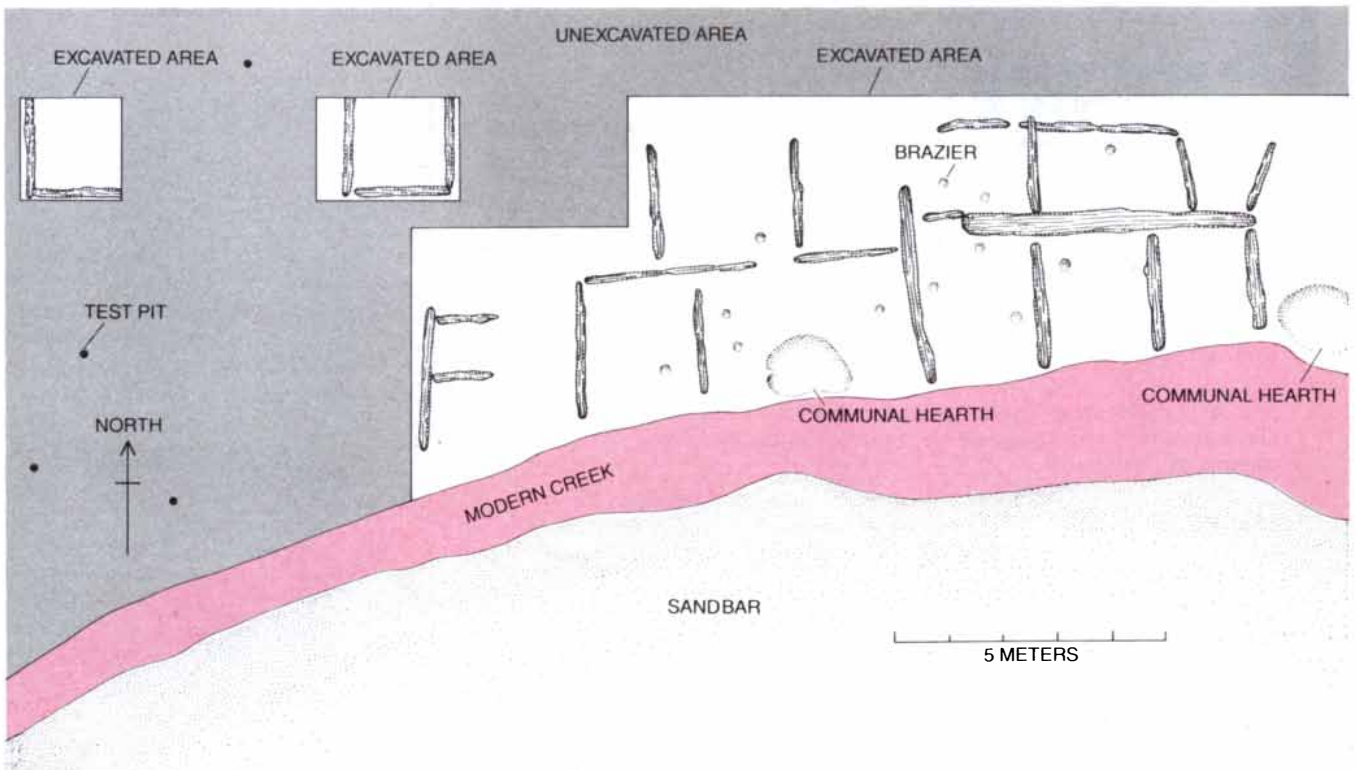 UNEXCAVATED AREA
EXCAVATED AREA
EXCAVATED AREA
EXCAVATED AREA
BRAZIER
TEST PIT
NORTH
COMMUNAL HEARTH
COMMUNAL HEARTH
MODERN CREEK
SANDBAR
5 METERS